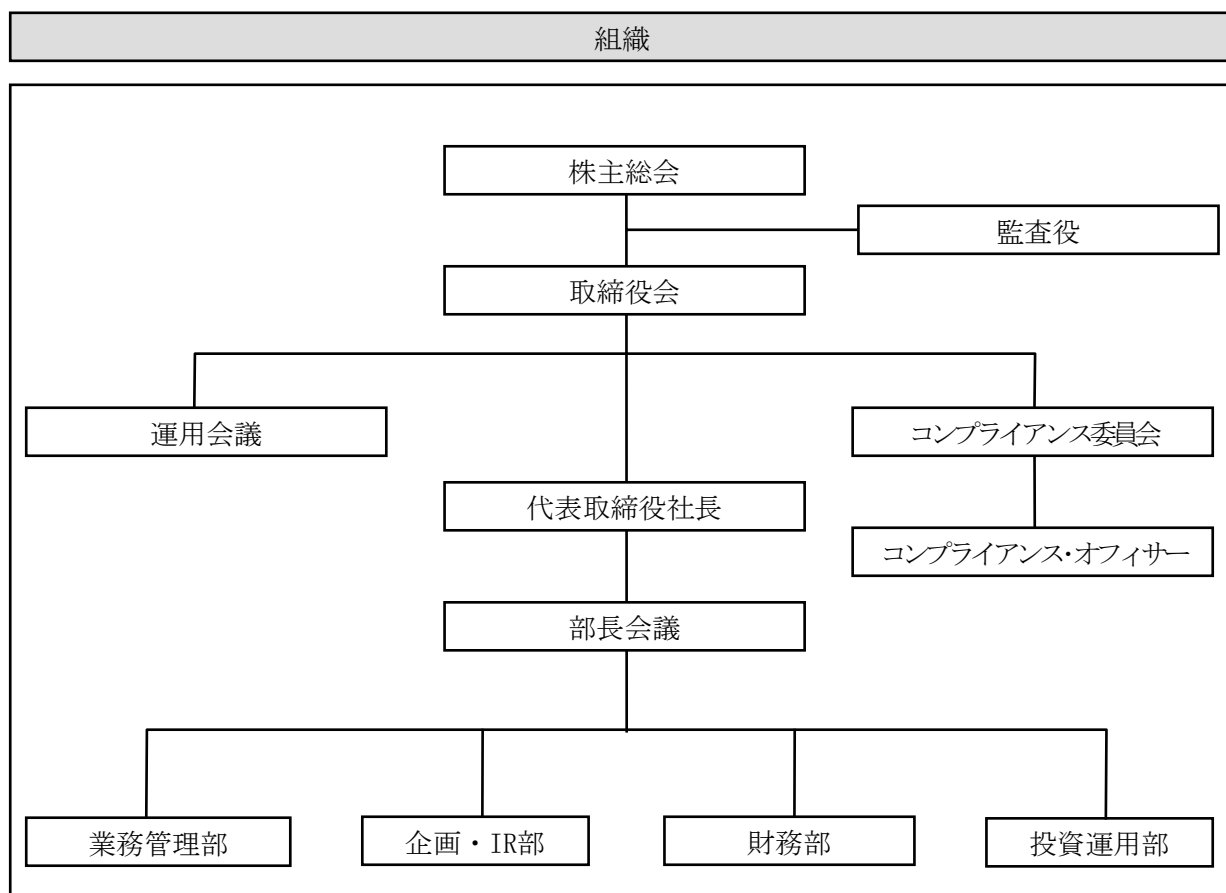 組織
株主総会
監査役
取締役会
運用会議
コンプライアンス委員会
代表取締役社長
コンプライアンス・オフィサー
部長会議
業務管理部
企画・IR部
財務部
投資運用部